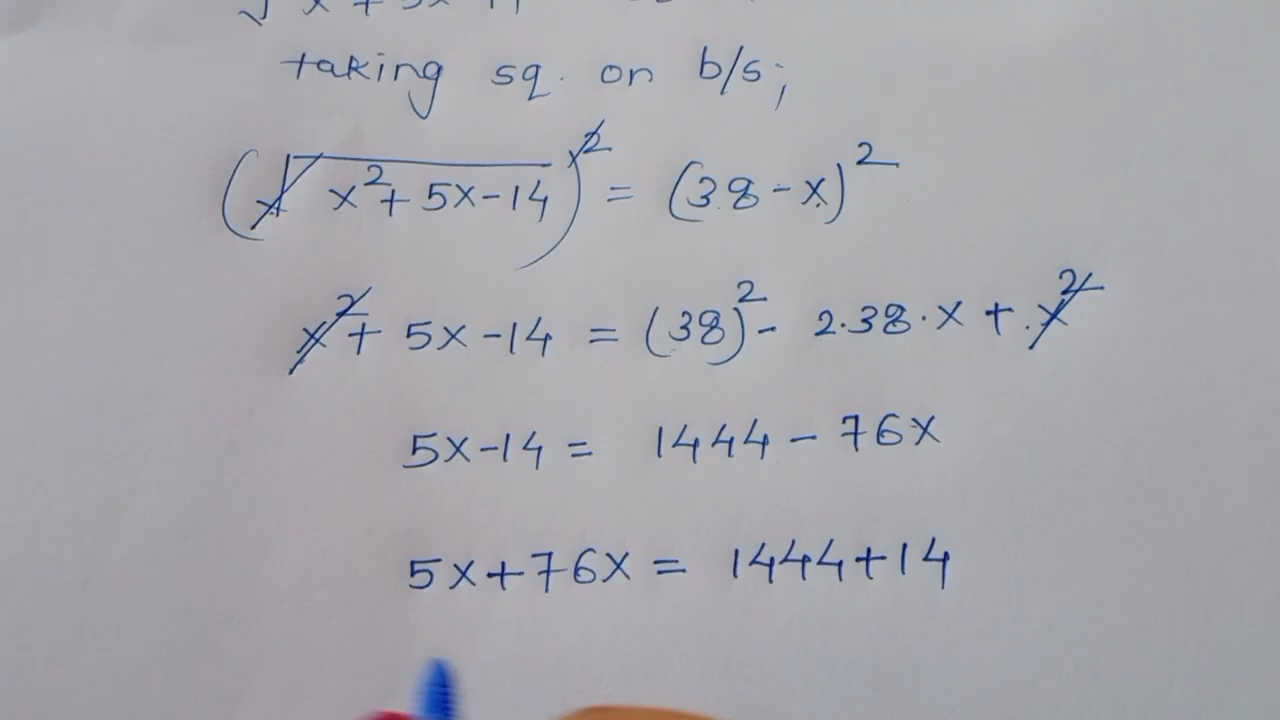 taking sq. on b/s;
(√x²+5x-14)² = (38-x)²
x²+ 5x-14 = (38)²- 2.38.x + x²
5x-14 = 1444 - 76x
5x+76x = 1444+14